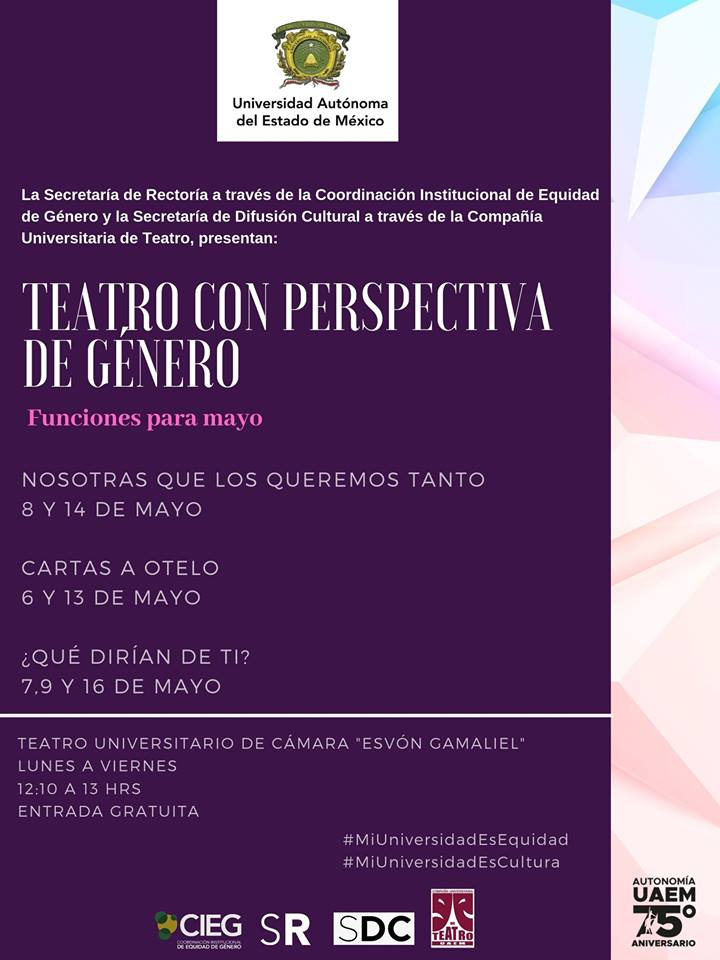 Universidad Autónoma
del Estado de México
La Secretaría de Rectoría a través de la Coordinación Institucional de Equidad
de Género y la Secretaría de Difusión Cultural a través de la Compañía
Universitaria de Teatro, presentan:
TEATRO CON PERSPECTIVA
DE GÉNERO
Funciones para mayo
NOSOTRAS QUE LOS QUEREMOS TANTO
8 Y 14 DE MAYO
CARTAS A OTELO
6 Y 13 DE MAYO
¿QUÉ DIRÍAN DE TI?
7,9 Y 16 DE MAYO
TEATRO UNIVERSITARIO DE CÁMARA "ESVÓN GAMALIEL"
LUNES A VIERNES
12:10 A 13 HRS
ENTRADA GRATUITA
#MiUniversidadEsEquidad
#MiUniversidadEsCultura
CIEG
COORDINACIÓN INSTITUCIONAL
DE EQUIDAD DE GÉNERO
SR
SDC
COMPAÑÍA UNIVERSITARIA
DE
TEATRO
UAEM
AUTONOMÍA
UAEM
75°
ANIVERSARIO